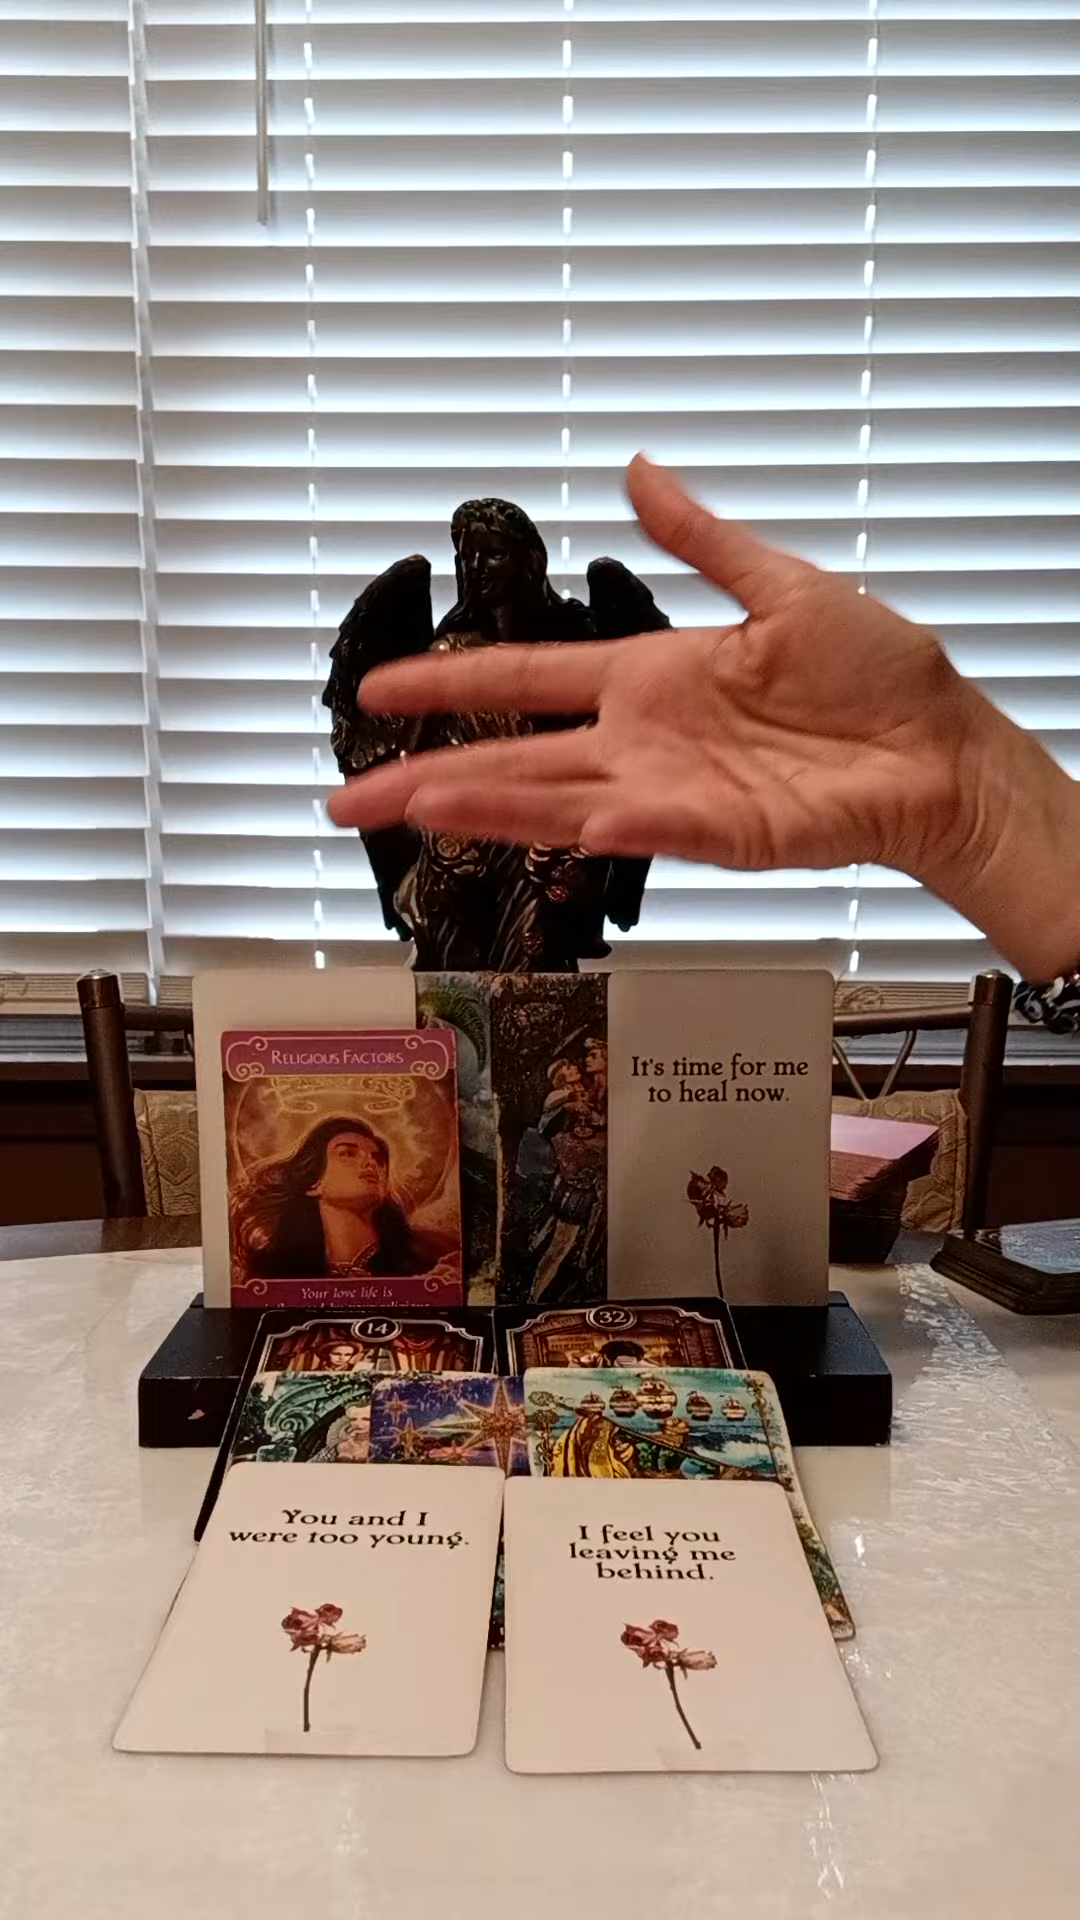 RELIGIOUS FACTORS
Your love life is
It's time for me
to heal now.
14
32
You and I
were too young.
I feel you
leaving me
behind.